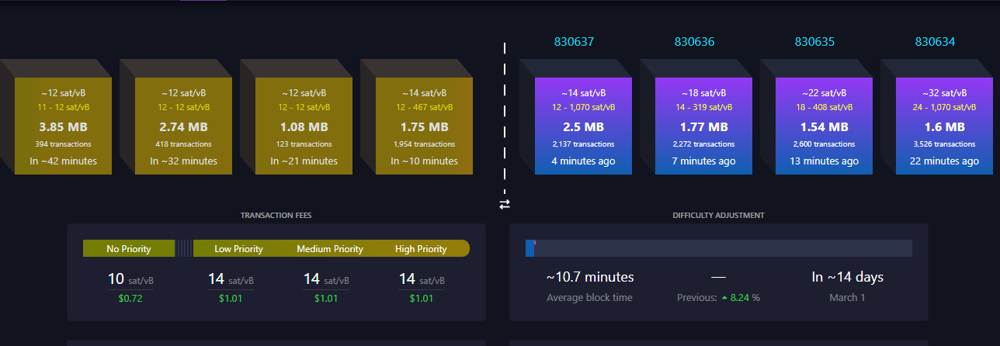 830637
830636
830635
830634
~12 sat/vB
11 - 12 sat/vB
3.85 MB
394 transactions
In ~42 minutes
~12 sat/vB
12 - 12 sat/vB
2.74 MB
418 transactions
In ~32 minutes
~12 sat/vB
12 - 12 sat/vB
1.08 MB
123 transactions
In ~21 minutes
~14 sat/vB
12 - 467 sat/vB
1.75 MB
1,954 transactions
In ~10 minutes
~14 sat/vB
12 - 1,070 sat/vB
2.5 MB
2,137 transactions
4 minutes ago
~18 sat/vB
14 - 319 sat/vB
1.77 MB
2,272 transactions
7 minutes ago
~22 sat/vB
18 - 408 sat/vB
1.54 MB
2,600 transactions
13 minutes ago
~32 sat/vB
24 - 1,070 sat/vB
1.6 MB
3,526 transactions
22 minutes ago
TRANSACTION FEES
No Priority
Low Priority
Medium Priority
High Priority
10 sat/vB
14 sat/vB
14 sat/vB
14 sat/vB
$0.72
$1.01
$1.01
$1.01
DIFFICULTY ADJUSTMENT
~10.7 minutes
—
In ~14 days
Average block time
Previous: 8.24 %
March 1